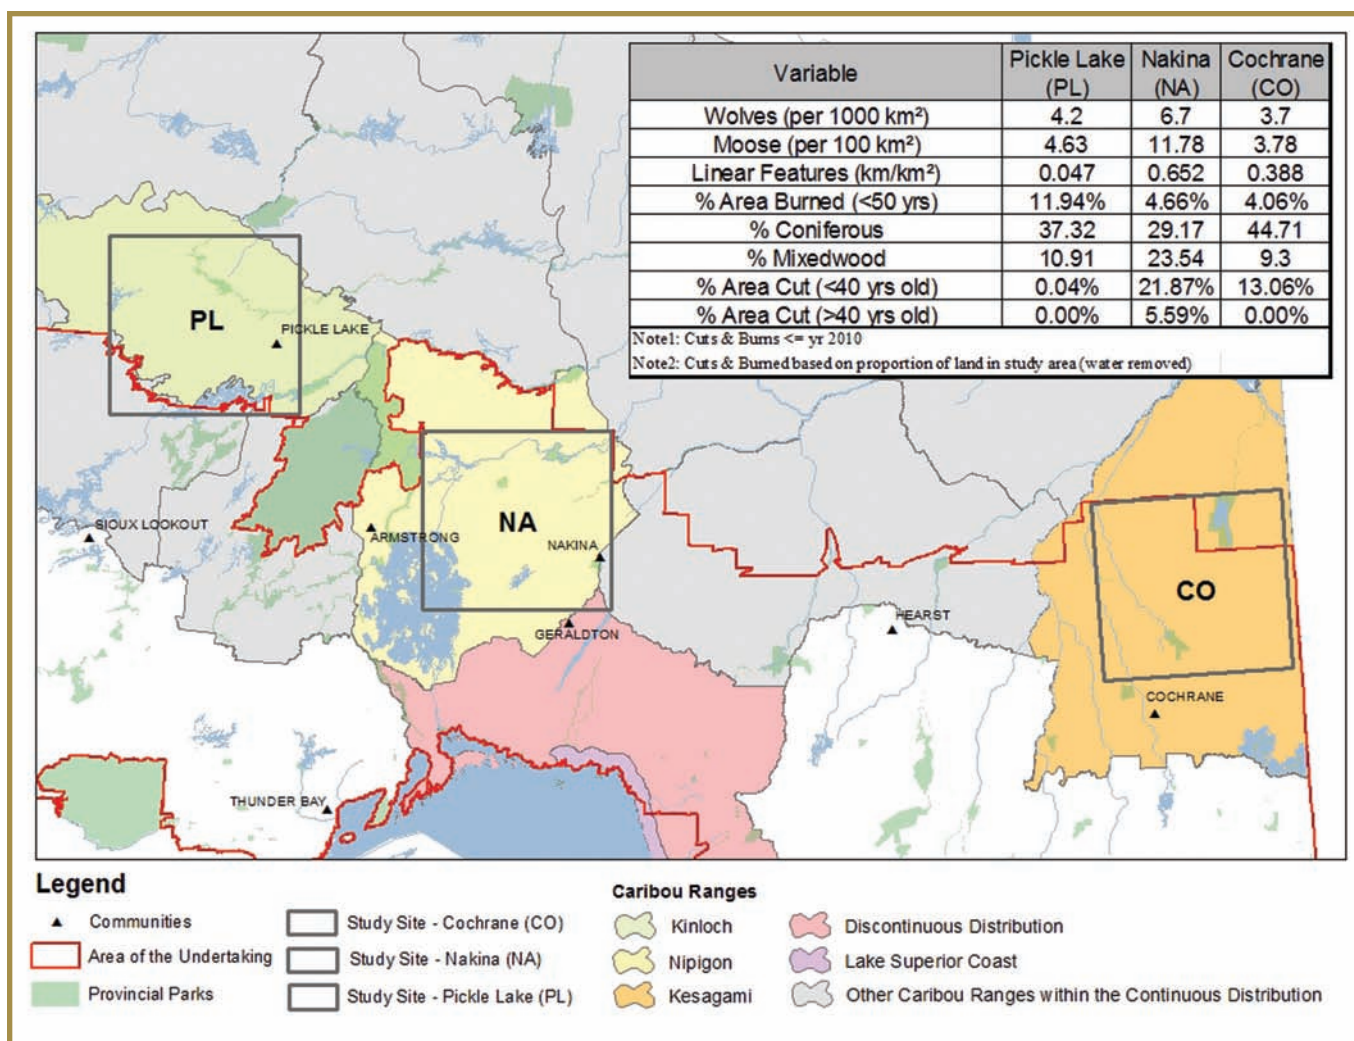 Variable Pickle Lake (PL) Nakina (NA) Cochrane (CO)
Wolves (per 1000 km²) 4.2 6.7 3.7
Moose (per 100 km²) 4.63 11.78 3.78
Linear Features (km/km²) 0.047 0.652 0.388
% Area Burned (<50 yrs) 11.94% 4.66% 4.06%
% Coniferous 37.32 29.17 44.71
% Mixedwood 10.91 23.54 9.3
% Area Cut (<40 yrs old) 0.04% 21.87% 13.06%
% Area Cut (>40 yrs old) 0.00% 5.59% 0.00%
Note1: Cuts & Burns <= yr 2010
Note2: Cuts & Burned based on proportion of land in study area (water removed)
PL
PICKLE LAKE
SIOUX LOOKOUT
ARMSTRONG
NA
NAKINA
GERALDTON
HEARST
CO
COCHRANE
THUNDER BAY
Legend
Communities
Area of the Undertaking
Provincial Parks
Study Site - Cochrane (CO)
Study Site - Nakina (NA)
Study Site - Pickle Lake (PL)
Caribou Ranges
Kinloch
Nipigon
Kesagami
Discontinuous Distribution
Lake Superior Coast
Other Caribou Ranges within the Continuous Distribution